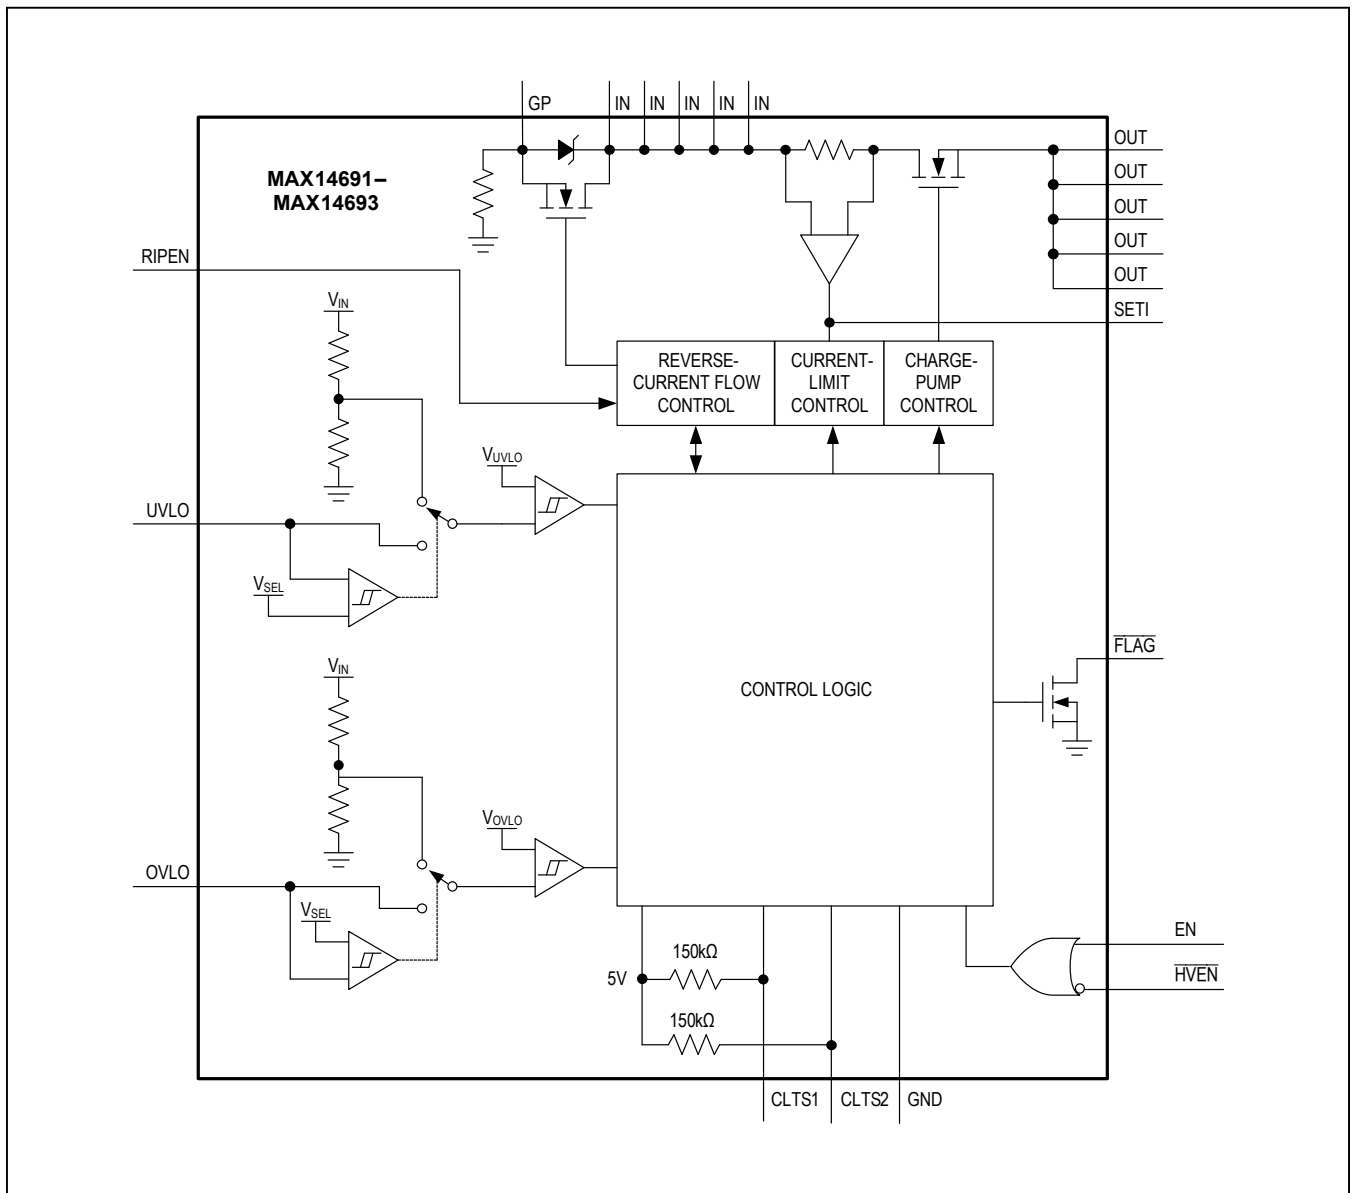 GP
IN
IN
IN
IN
IN
MAX14691–
MAX14693
OUT
OUT
OUT
OUT
OUT
SETI
RIPEN
VIN
REVERSE-
CURRENT FLOW
CONTROL
CURRENT-
LIMIT
CONTROL
CHARGE-
PUMP
CONTROL
VUVLO
UVLO
VSEL
VIN
CONTROL LOGIC
FLAG
VOVLO
OVLO
VSEL
EN
HVEN
5V
150kΩ
150kΩ
CLTS1
CLTS2
GND